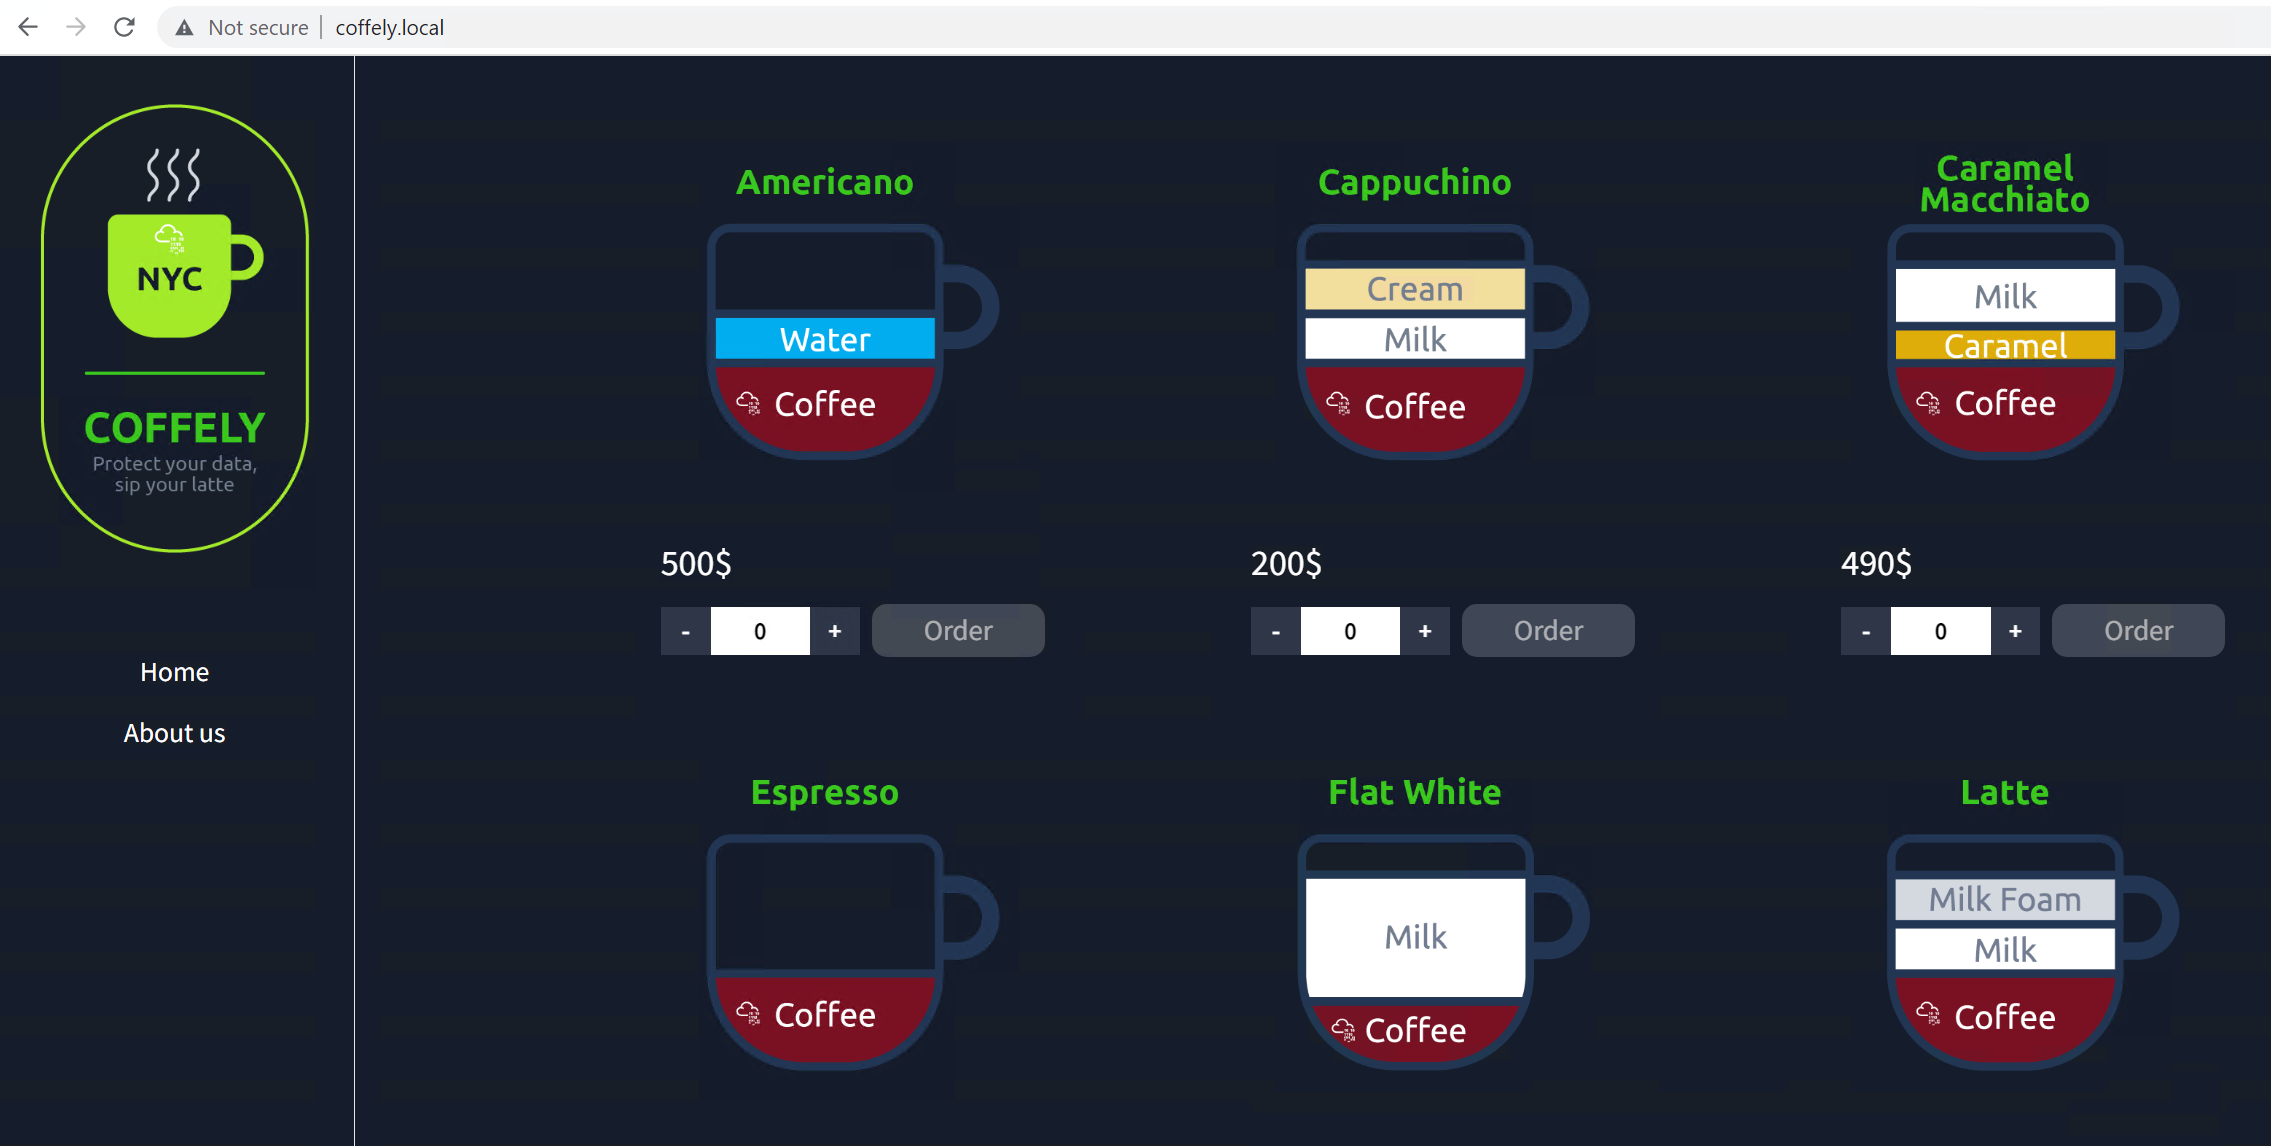 Not secure | coffely.local
NYC
COFFELY
Protect your data,
sip your latte
Home
About us
Americano
Water
Coffee
500$
- 0 + Order
Cappuchino
Cream
Milk
Coffee
200$
- 0 + Order
Caramel
Macchiato
Milk
Caramel
Coffee
490$
- 0 + Order
Espresso
Coffee
Flat White
Milk
Coffee
Latte
Milk Foam
Milk
Coffee